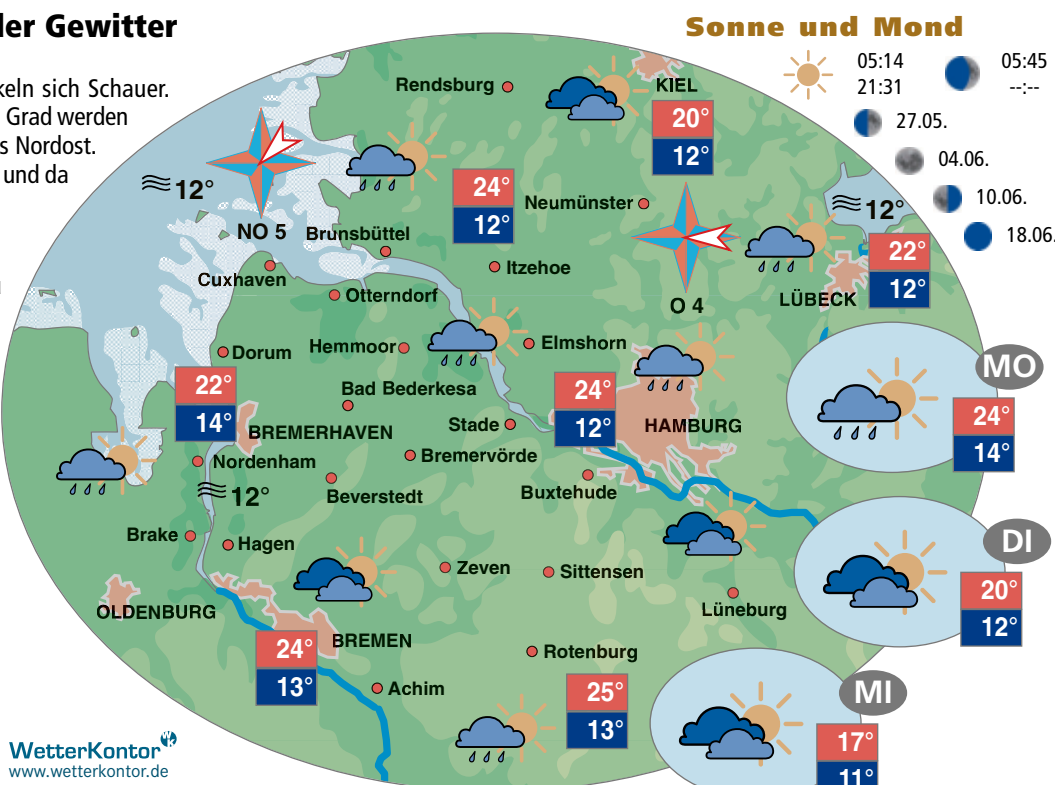 der Gewitter
keln sich Schauer.
Grad werden
s Nordost.
und da
Sonne und Mond
05:14
21:31
05:45
--:--
27.05.
04.06.
10.06.
18.06.
Rendsburg
KIEL
20°
12°
12°
NO 5
24°
12°
Neumünster
12°
Brunsbüttel
Cuxhaven
Itzehoe
O 4
LÜBECK
22°
12°
Otterndorf
Dorum
Hemmoor
Elmshorn
MO
24°
14°
22°
14°
Bad Bederkesa
24°
12°
BREMERHAVEN
Stade
HAMBURG
Nordenham
Bremervörde
Beverstedt
Buxtehude
12°
Brake
Hagen
DI
20°
12°
Zeven
Sittensen
Lüneburg
OLDENBURG
BREMEN
24°
13°
Rotenburg
Achim
25°
13°
MI
17°
11°
WetterKontor
www.wetterkontor.de